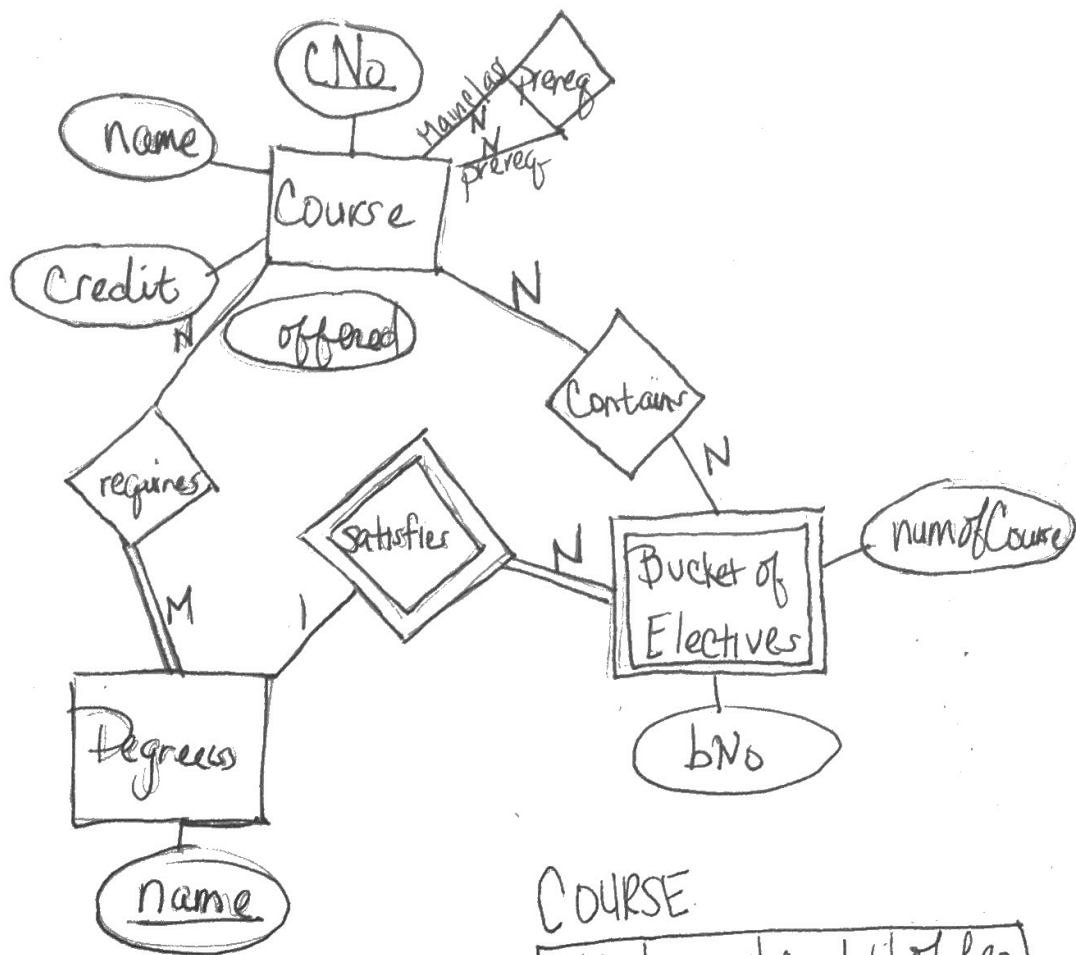 CNo
name
Mainclass
prereq
N
N
prereq
Course
credit
N
offered
N
Contains
requires
satisfies
N
numofCourse
N
Bucket of
Electives
M
1
Degrees
bNo
name
COURSE